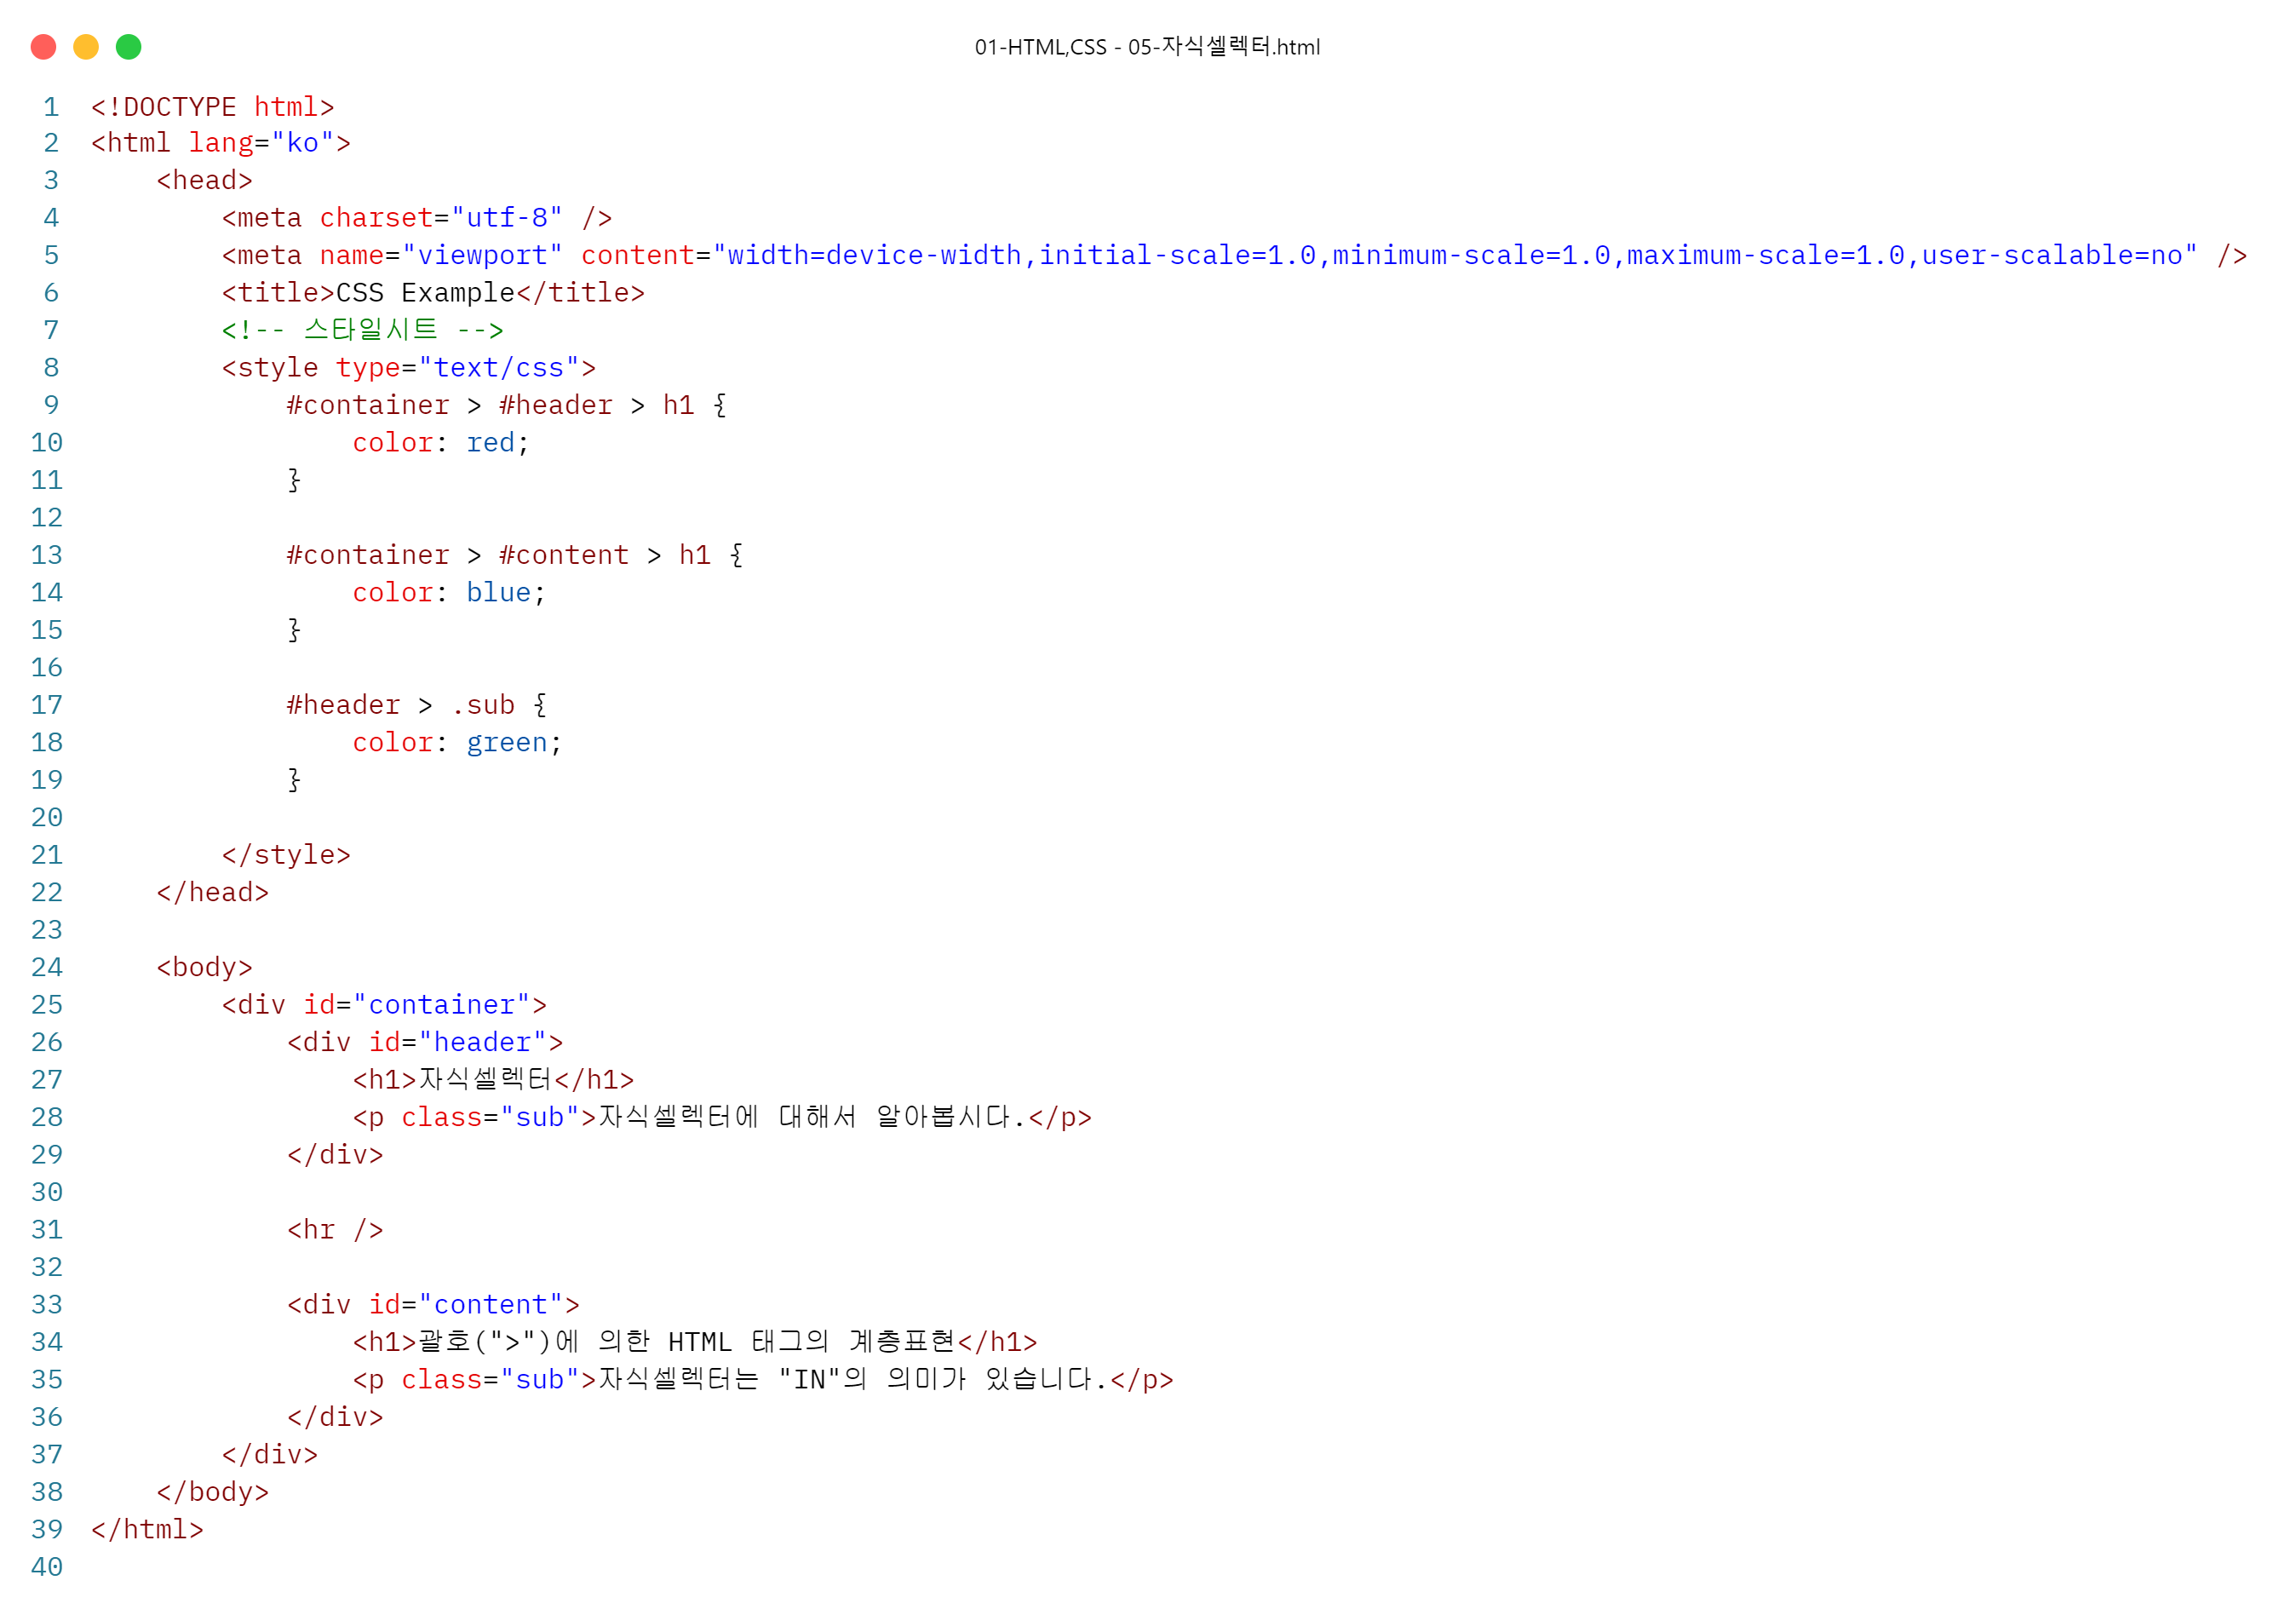 01-HTML,CSS - 05-자식셀렉터.html
1 <!DOCTYPE html>
2 <html lang="ko">
3     <head>
4         <meta charset="utf-8" />
5         <meta name="viewport" content="width=device-width,initial-scale=1.0,minimum-scale=1.0,maximum-scale=1.0,user-scalable=no" />
6         <title>CSS Example</title>
7         <!-- 스타일시트 -->
8         <style type="text/css">
9             #container > #header > h1 {
10                 color: red;
11             }
12
13             #container > #content > h1 {
14                 color: blue;
15             }
16
17             #header > .sub {
18                 color: green;
19             }
20
21         </style>
22     </head>
23
24     <body>
25         <div id="container">
26             <div id="header">
27                 <h1>자식셀렉터</h1>
28                 <p class="sub">자식셀렉터에 대해서 알아봅시다.</p>
29             </div>
30
31             <hr />
32
33             <div id="content">
34                 <h1>괄호(">")에 의한 HTML 태그의 계층표현</h1>
35                 <p class="sub">자식셀렉터는 "IN"의 의미가 있습니다.</p>
36             </div>
37         </div>
38     </body>
39 </html>
40